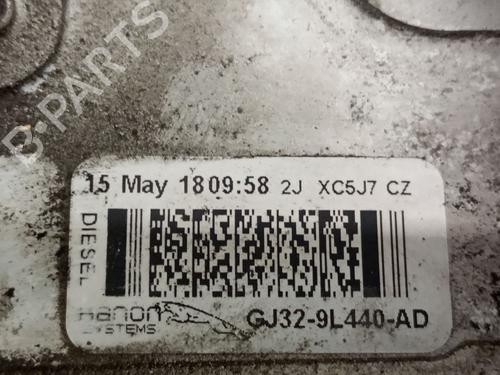 B-PARTS
15 May 18 09:58 2J XC5J7 CZ
DIESEL
Hanon
SYSTEMS
GJ32-9L440-AD